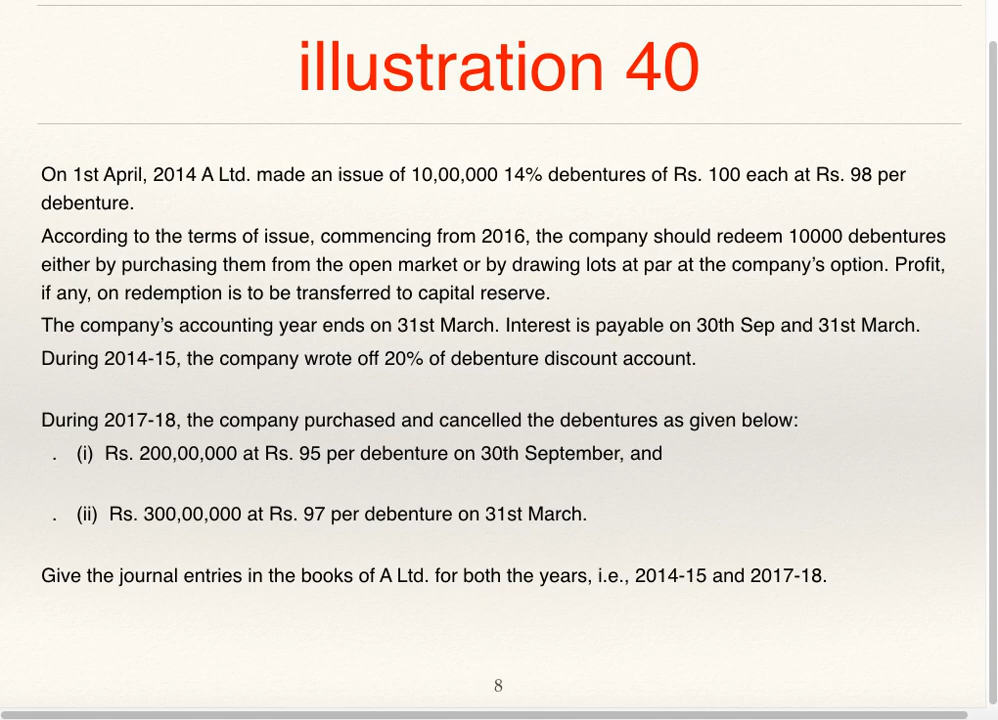 illustration 40
On 1st April, 2014 A Ltd. made an issue of 10,00,000 14% debentures of Rs. 100 each at Rs. 98 per
debenture.
According to the terms of issue, commencing from 2016, the company should redeem 10000 debentures
either by purchasing them from the open market or by drawing lots at par at the company’s option. Profit,
if any, on redemption is to be transferred to capital reserve.
The company’s accounting year ends on 31st March. Interest is payable on 30th Sep and 31st March.
During 2014-15, the company wrote off 20% of debenture discount account.
During 2017-18, the company purchased and cancelled the debentures as given below:
. (i) Rs. 200,00,000 at Rs. 95 per debenture on 30th September, and
. (ii) Rs. 300,00,000 at Rs. 97 per debenture on 31st March.
Give the journal entries in the books of A Ltd. for both the years, i.e., 2014-15 and 2017-18.
8